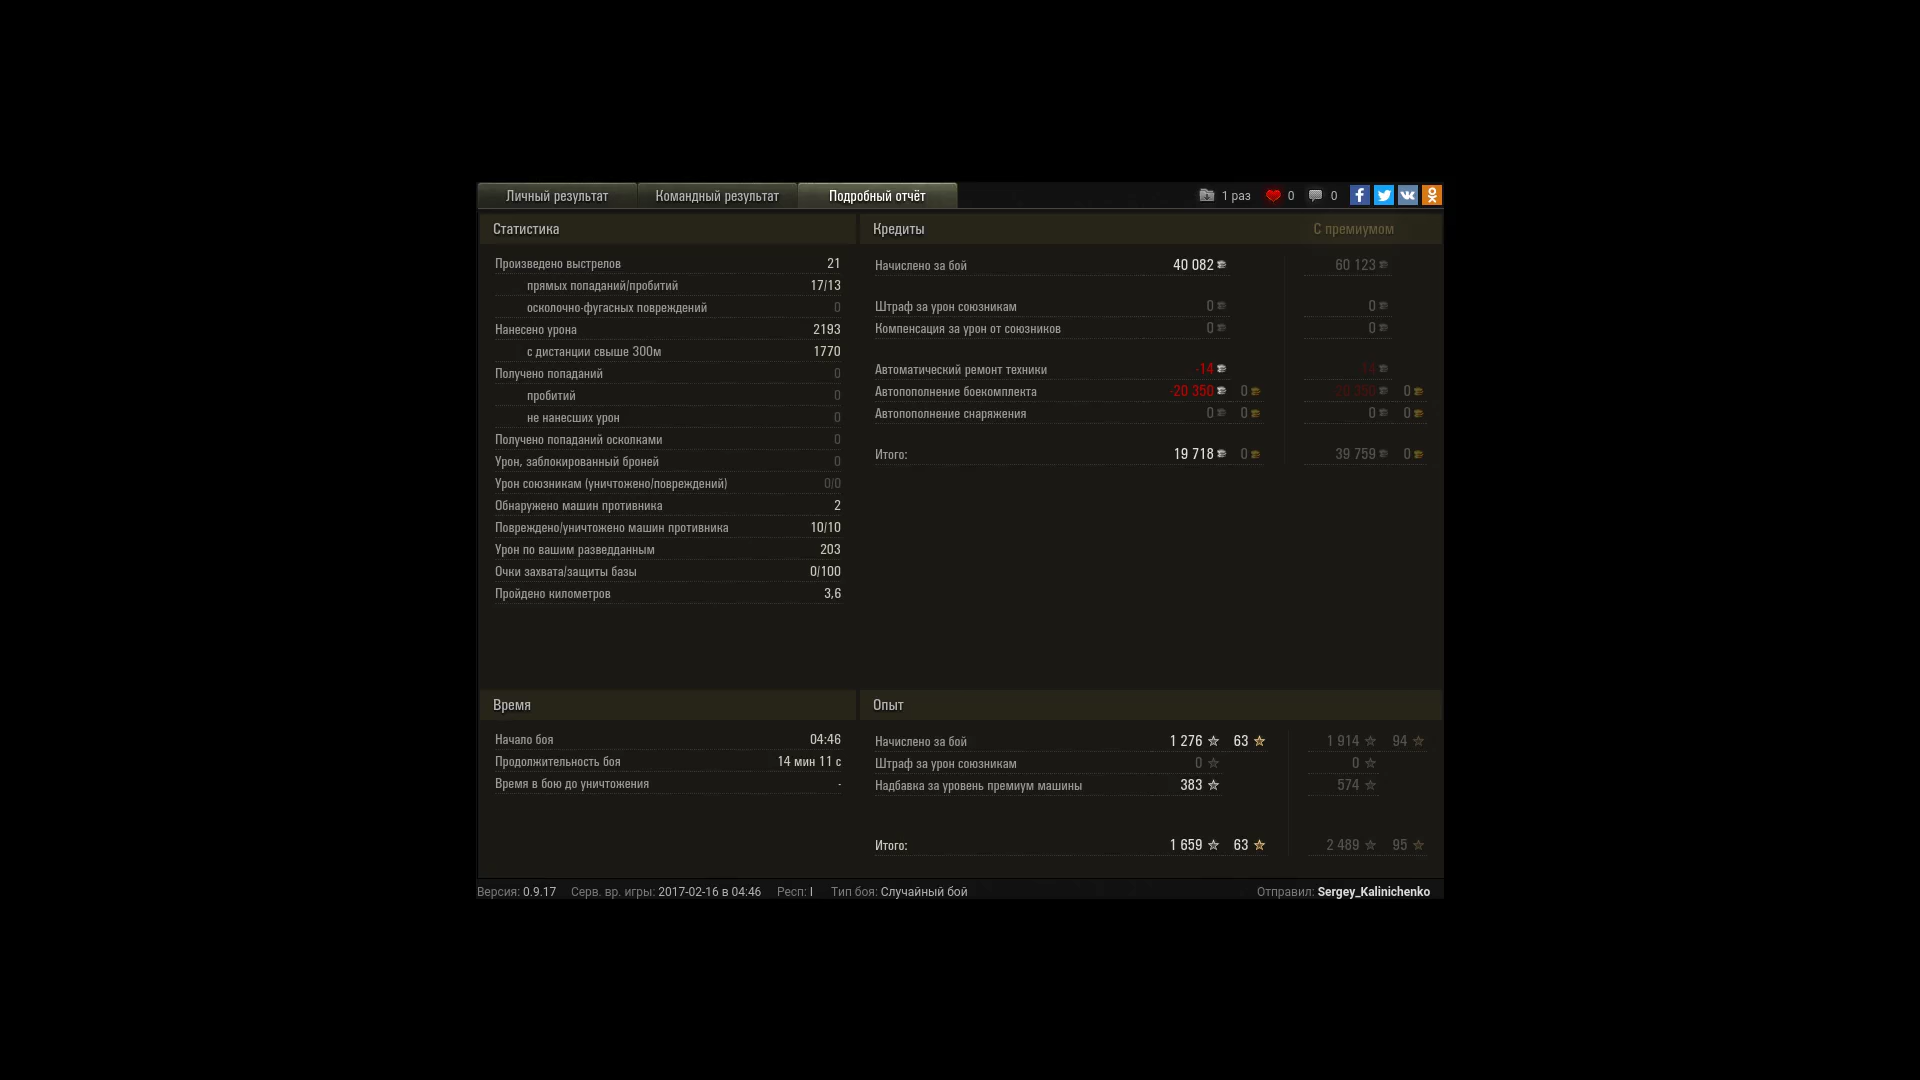 Личный результат Командный результат Подробный отчёт 1 раз 0 0
Статистика
Произведено выстрелов 21
прямых попаданий/пробитий 17/13
осколочно-фугасных повреждений 0
Нанесено урона 2193
с дистанции свыше 300м 1770
Получено попаданий 0
пробитий 0
не нанесших урон 0
Получено попаданий осколками 0
Урон, заблокированный броней 0
Урон союзникам (уничтожено/повреждений) 0/0
Обнаружено машин противника 2
Повреждено/уничтожено машин противника 10/10
Урон по вашим разведданным 203
Очки захвата/защиты базы 0/100
Пройдено километров 3,6
Кредиты С премиумом
Начислено за бой 40 082 60 123
Штраф за урон союзникам 0 0
Компенсация за урон от союзников 0 0
Автоматический ремонт техники -14 -14
Автопополнение боекомплекта -20 350 0 -20 350 0
Автопополнение снаряжения 0 0 0 0
Итого: 19 718 0 39 759 0
Время
Начало боя 04:46
Продолжительность боя 14 мин 11 с
Время в бою до уничтожения -
Опыт
Начислено за бой 1 276 63 1 914 94
Штраф за урон союзникам 0 0
Надбавка за уровень премиум машины 383 574
Итого: 1 659 63 2 489 95
Версия: 0.9.17 Серв. вр. игры: 2017-02-16 в 04:46 Респ: I Тип боя: Случайный бой Отправил: Sergey_Kalinichenko